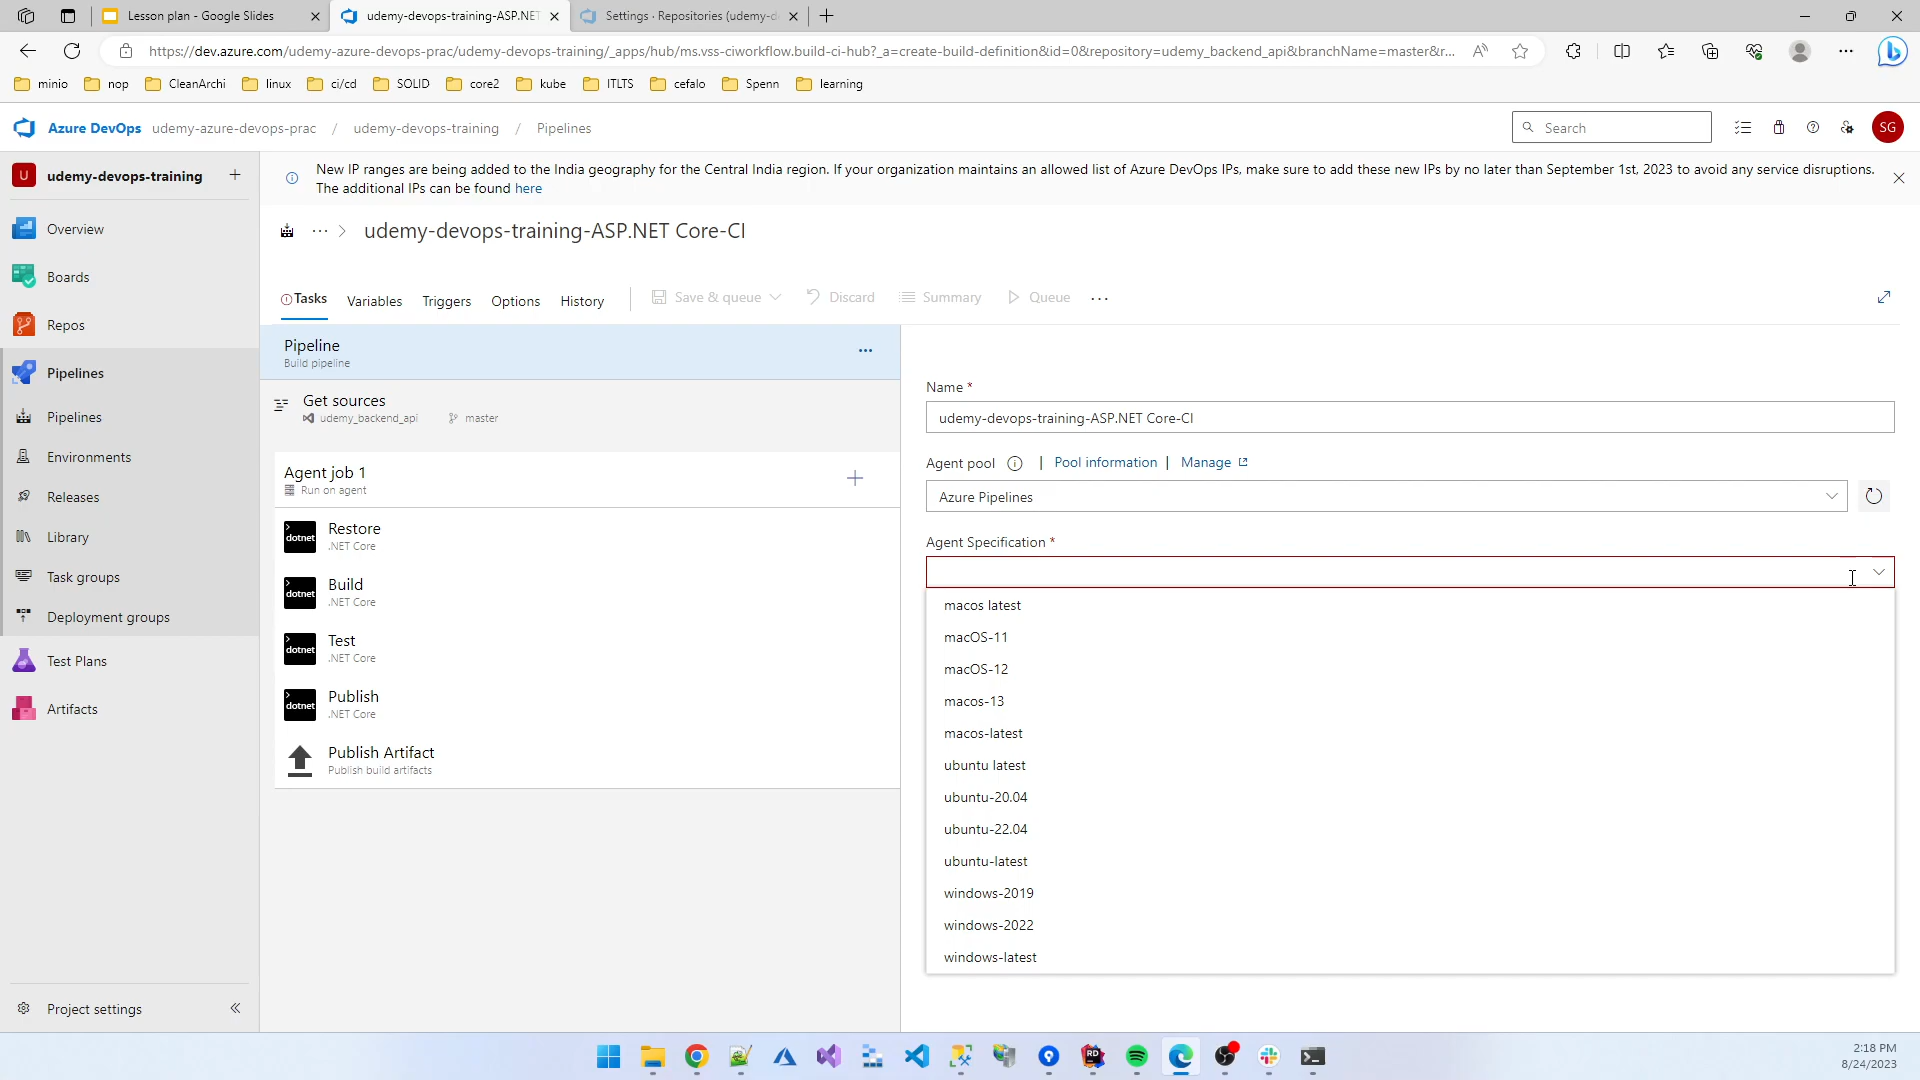 Lesson plan - Google Slides
udemy-devops-training-ASP.NET
Settings · Repositories (udemy-d
https://dev.azure.com/udemy-azure-devops-prac/udemy-devops-training/_apps/hub/ms.vss-ciworkflow.build-ci-hub?_a=create-build-definition&id=0&repository=udemy_backend_api&branchName=master&r...
minio
nop
CleanArchi
linux
ci/cd
SOLID
core2
kube
ITLTS
cefalo
Spenn
learning
Azure DevOps
udemy-azure-devops-prac / udemy-devops-training / Pipelines
Search
SG
U
udemy-devops-training
New IP ranges are being added to the India geography for the Central India region. If your organization maintains an allowed list of Azure DevOps IPs, make sure to add these new IPs by no later than September 1st, 2023 to avoid any service disruptions.
The additional IPs can be found here
Overview
Boards
Repos
Pipelines
Pipelines
Environments
Releases
Library
Task groups
Deployment groups
Test Plans
Artifacts
Project settings
udemy-devops-training-ASP.NET Core-CI
Tasks
Variables
Triggers
Options
History
Save & queue
Discard
Summary
Queue
Pipeline
Build pipeline
Get sources
udemy_backend_api
master
Agent job 1
Run on agent
dotnet
Restore
.NET Core
dotnet
Build
.NET Core
dotnet
Test
.NET Core
dotnet
Publish
.NET Core
Publish Artifact
Publish build artifacts
Name *
udemy-devops-training-ASP.NET Core-CI
Agent pool | Pool information | Manage
Azure Pipelines
Agent Specification *
macos latest
macOS-11
macOS-12
macos-13
macos-latest
ubuntu latest
ubuntu-20.04
ubuntu-22.04
ubuntu-latest
windows-2019
windows-2022
windows-latest
2:18 PM
8/24/2023